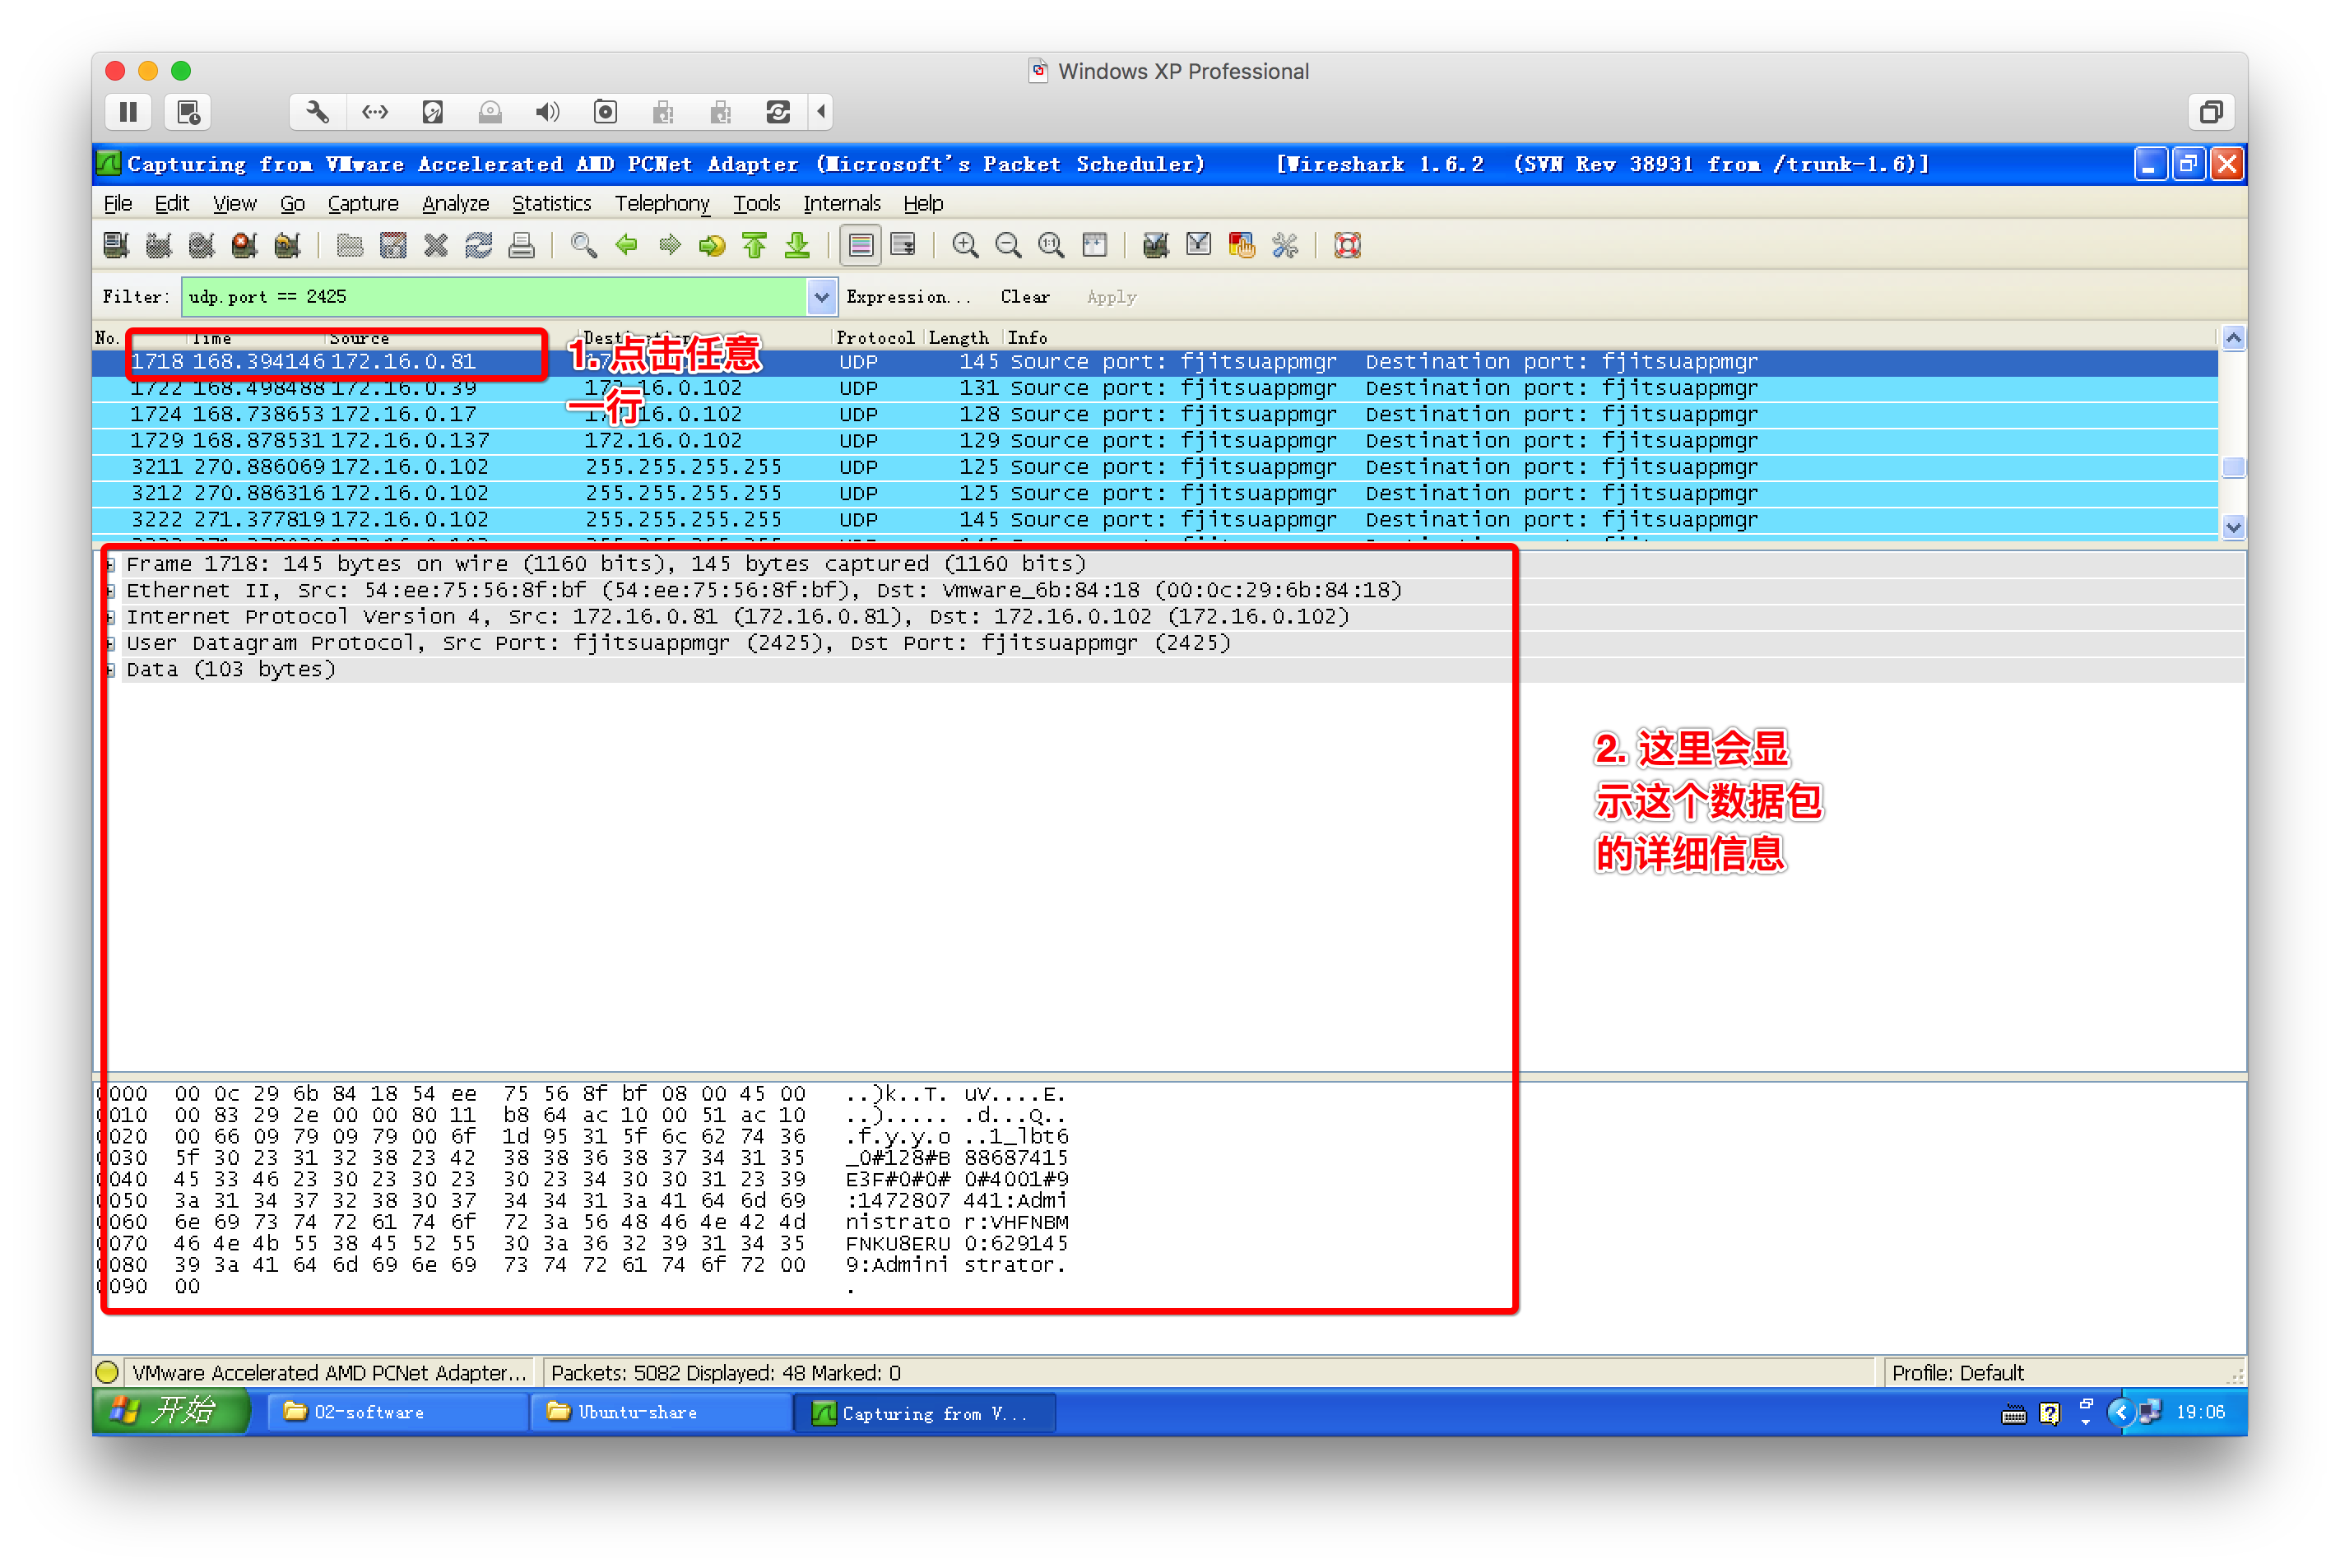 Windows XP Professional
Capturing from VMware Accelerated AMD PCNet Adapter (Microsoft's Packet Scheduler) [Wireshark 1.6.2 (SVN Rev 38931 from /trunk-1.6)]
File Edit View Go Capture Analyze Statistics Telephony Tools Internals Help
Filter: udp.port == 2425 Expression... Clear Apply
No. Time Source Protocol Length Info
1718 168.394146 172.16.0.81 UDP 145 Source port: fjitsuappmgr Destination port: fjitsuappmgr
1. 点击任意
一行
1722 168.498488 172.16.0.39 172.16.0.102 UDP 131 Source port: fjitsuappmgr Destination port: fjitsuappmgr
1724 168.738653 172.16.0.17 172.16.0.102 UDP 128 Source port: fjitsuappmgr Destination port: fjitsuappmgr
1729 168.878531 172.16.0.137 172.16.0.102 UDP 129 Source port: fjitsuappmgr Destination port: fjitsuappmgr
3211 270.886069 172.16.0.102 255.255.255.255 UDP 125 Source port: fjitsuappmgr Destination port: fjitsuappmgr
3212 270.886316 172.16.0.102 255.255.255.255 UDP 125 Source port: fjitsuappmgr Destination port: fjitsuappmgr
3222 271.377819 172.16.0.102 255.255.255.255 UDP 145 Source port: fjitsuappmgr Destination port: fjitsuappmgr
Frame 1718: 145 bytes on wire (1160 bits), 145 bytes captured (1160 bits)
Ethernet II, Src: 54:ee:75:56:8f:bf (54:ee:75:56:8f:bf), Dst: Vmware_6b:84:18 (00:0c:29:6b:84:18)
Internet Protocol Version 4, Src: 172.16.0.81 (172.16.0.81), Dst: 172.16.0.102 (172.16.0.102)
User Datagram Protocol, Src Port: fjitsuappmgr (2425), Dst Port: fjitsuappmgr (2425)
Data (103 bytes)
2. 这里会显
示这个数据包
的详细信息
0000 00 0c 29 6b 84 18 54 ee 75 56 8f bf 08 00 45 00 ..)k..T. uV....E.
0010 00 83 29 2e 00 00 80 11 b8 64 ac 10 00 51 ac 10 ..)..... .d...Q..
0020 00 66 09 79 09 79 00 6f 1d 95 31 5f 6c 62 74 36 .f.y.y.o ..1_lbt6
0030 5f 30 23 31 32 38 23 42 38 38 36 38 37 34 31 35 _0#128#B 88687415
0040 45 33 46 23 30 23 30 23 30 23 34 30 30 31 23 39 E3F#0#0# 0#4001#9
0050 3a 31 34 37 32 38 30 37 34 34 31 3a 41 64 6d 69 :1472807 441:Admi
0060 6e 69 73 74 72 61 74 6f 72 3a 56 48 46 4e 42 4d nistrato r:VHFNBM
0070 46 4e 4b 55 38 45 52 55 30 3a 36 32 39 31 34 35 FNKU8ERU 0:629145
0080 39 3a 41 64 6d 69 6e 69 73 74 72 61 74 6f 72 00 9:Admini strator.
0090 00 .
VMware Accelerated AMD PCNet Adapter... Packets: 5082 Displayed: 48 Marked: 0 Profile: Default
开始 02-software Ubuntu-share Capturing from V... 19:06